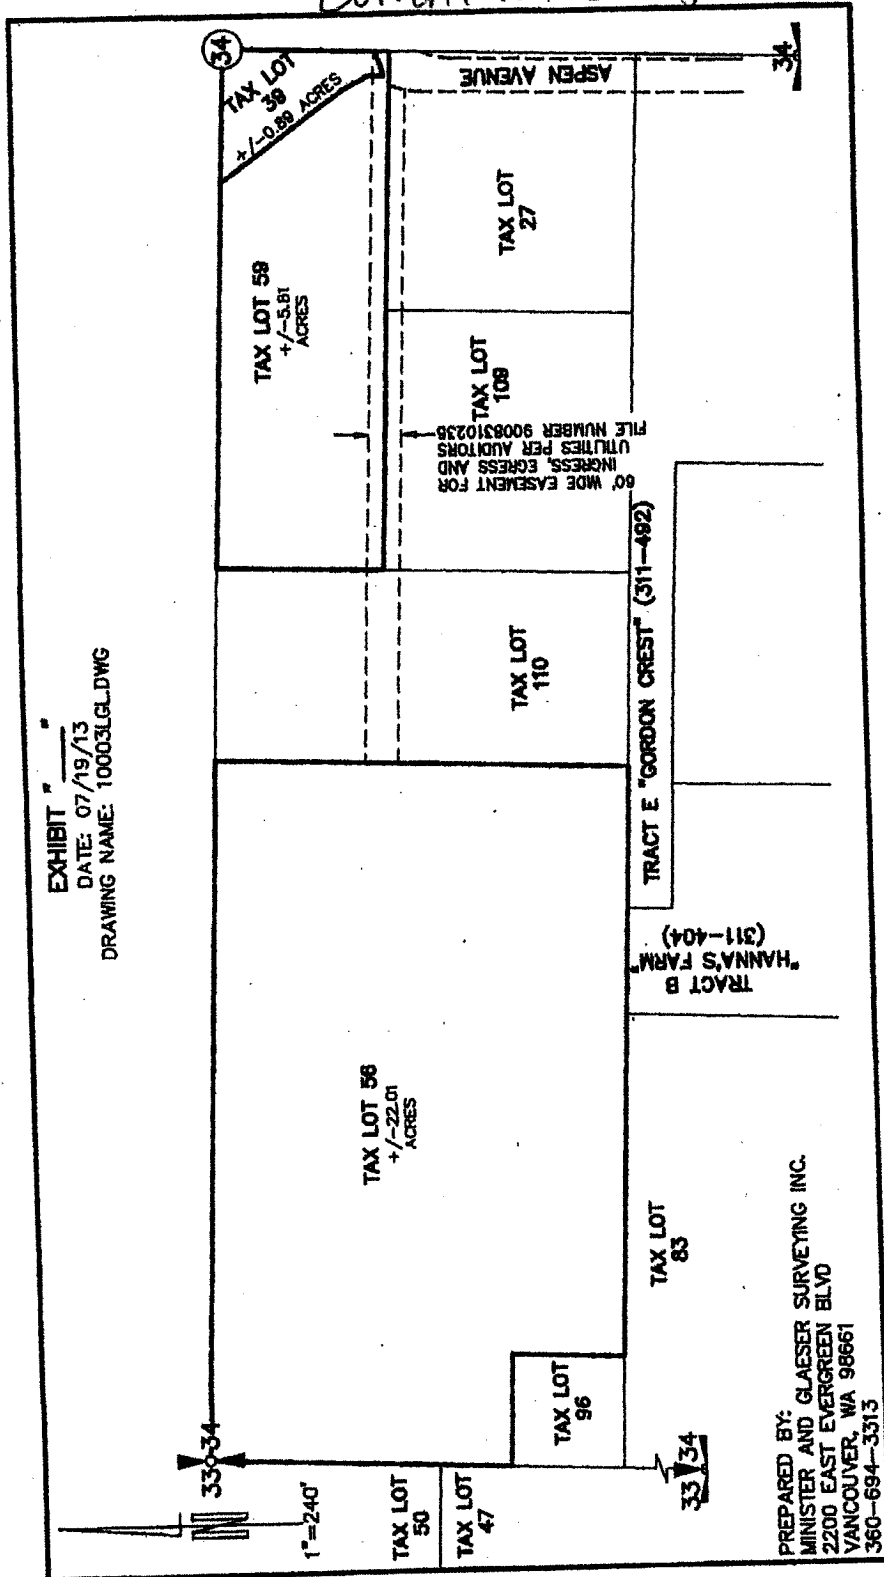 EXHIBIT "____"
DATE: 07/19/13
DRAWING NAME: 10003LGL.DWG
33 34
1"=240'
TAX LOT
50
TAX LOT
47
TAX LOT 56
+/-22.01
ACRES
TAX LOT
96
33 34
TAX LOT
83
TRACT B
"HANNA'S FARM"
(311-404)
TRACT E "GORDON CREST" (311-492)
TAX LOT
110
TAX LOT 59
+/-5.81
ACRES
TAX LOT
39
+/-0.89 ACRES
34
60' WIDE EASEMENT FOR
INGRESS, EGRESS AND
UTILITIES PER AUDITORS
FILE NUMBER 9008310236
TAX LOT
109
TAX LOT
27
ASPEN AVENUE
34
PREPARED BY:
MINISTER AND GLAESER SURVEYING INC.
2200 EAST EVERGREEN BLVD
VANCOUVER, WA 98661
360-694-3313